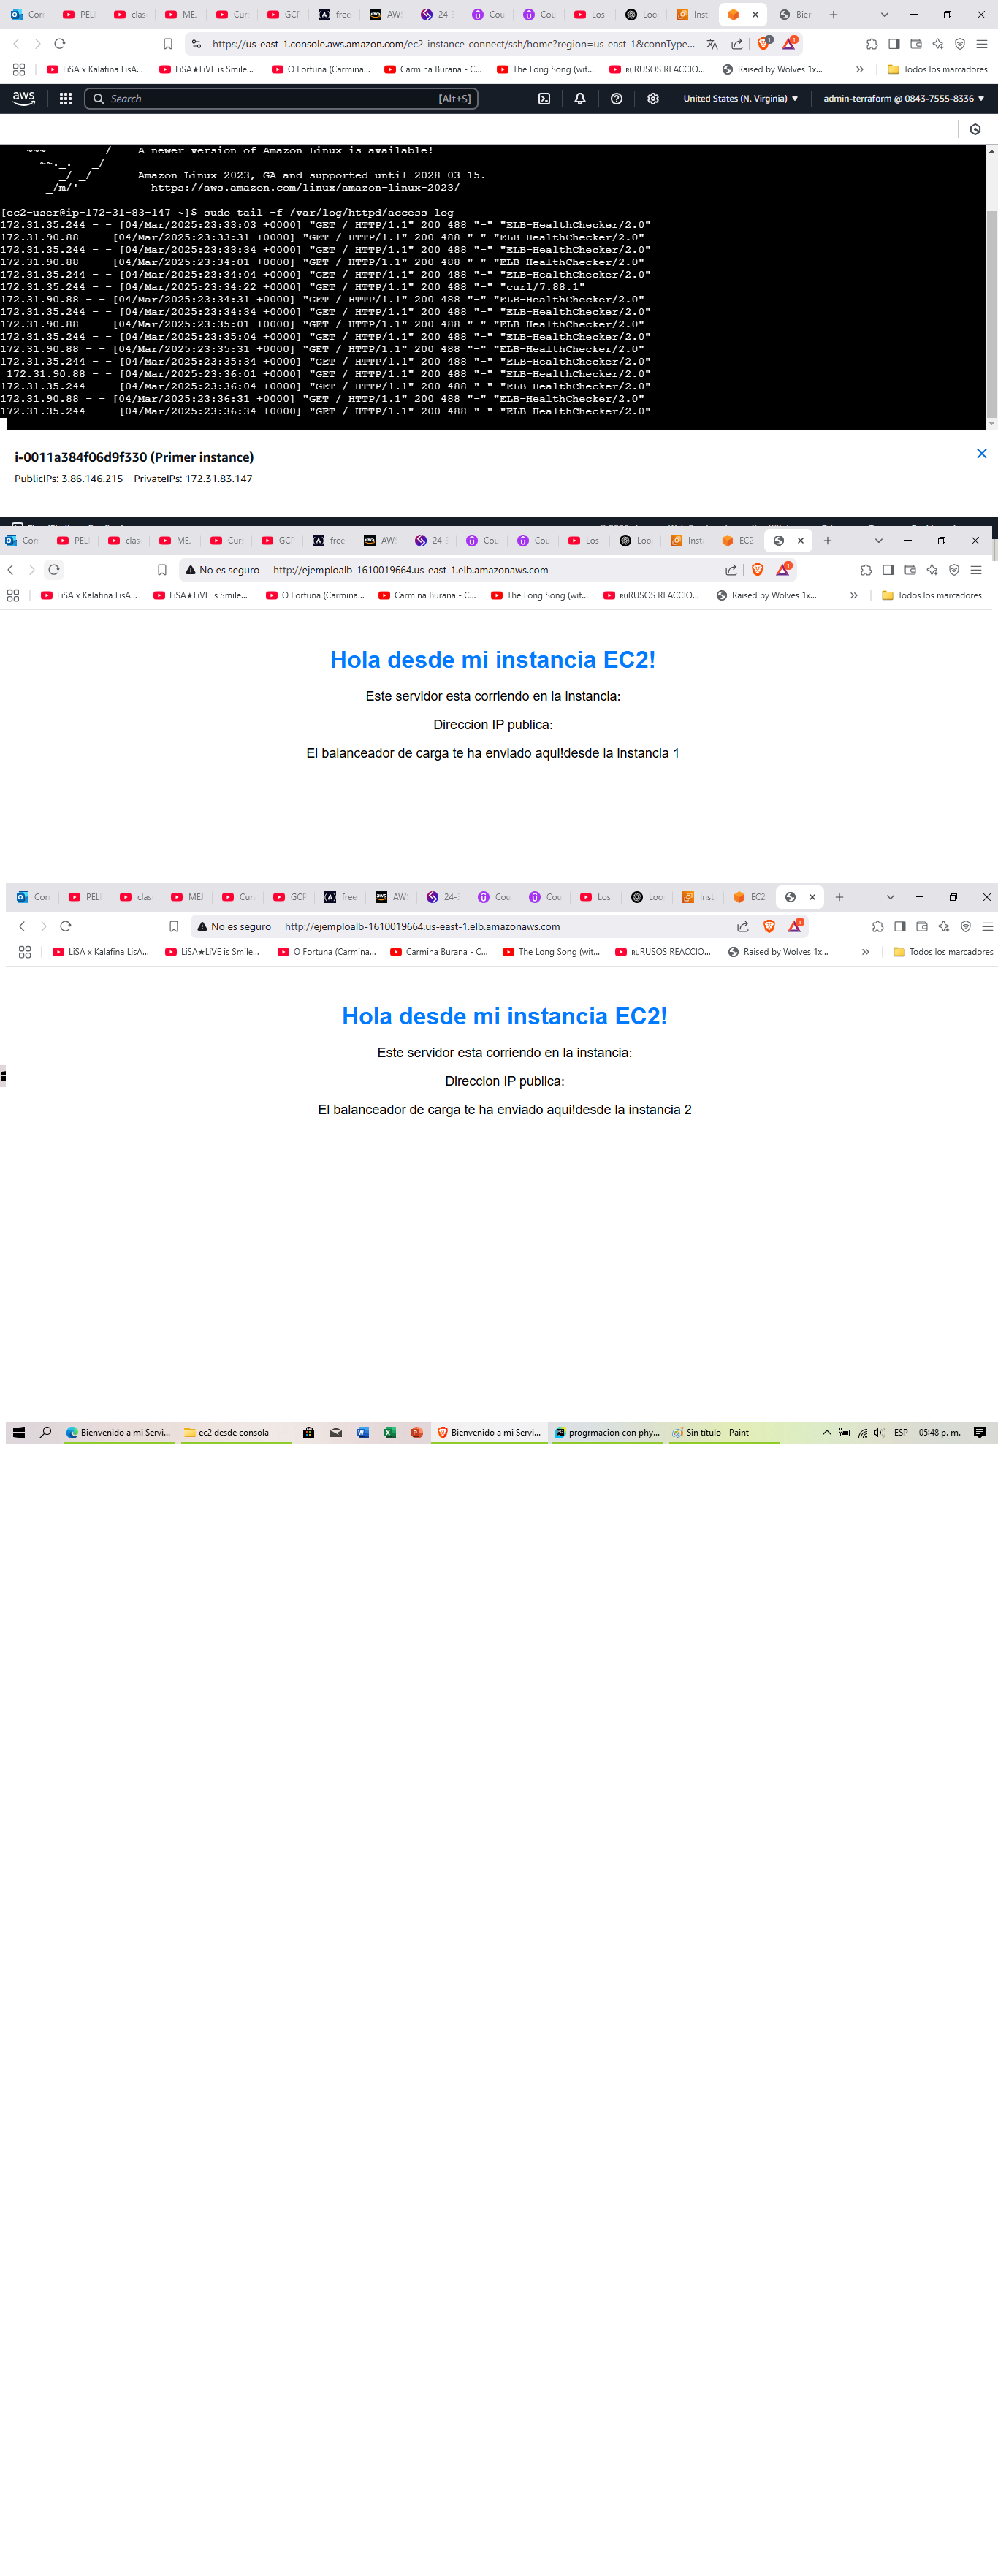 Cor PEL clas MEJ Cur GCF free AW 24-2 Cou Cou Los Loo Inst Bien
https://us-east-1.console.aws.amazon.com/ec2-instance-connect/ssh/home?region=us-east-1&connType...
LiSA x Kalafina LisA... LiSA★LiVE is Smile... O Fortuna (Carmina... Carmina Burana - C... The Long Song (wit... ʀᴜRUSOS REACCIO... Raised by Wolves 1x... » Todos los marcadores
aws Search [Alt+S] United States (N. Virginia) ▼ admin-terraform @ 0843-7555-8336 ▼
~~~ / A newer version of Amazon Linux is available!
~~._. _/
_/ _/ Amazon Linux 2023, GA and supported until 2028-03-15.
_/m/' https://aws.amazon.com/linux/amazon-linux-2023/
[ec2-user@ip-172-31-83-147 ~]$ sudo tail -f /var/log/httpd/access_log
172.31.35.244 - - [04/Mar/2025:23:33:03 +0000] "GET / HTTP/1.1" 200 488 "-" "ELB-HealthChecker/2.0"
172.31.90.88 - - [04/Mar/2025:23:33:31 +0000] "GET / HTTP/1.1" 200 488 "-" "ELB-HealthChecker/2.0"
172.31.35.244 - - [04/Mar/2025:23:33:34 +0000] "GET / HTTP/1.1" 200 488 "-" "ELB-HealthChecker/2.0"
172.31.90.88 - - [04/Mar/2025:23:34:01 +0000] "GET / HTTP/1.1" 200 488 "-" "ELB-HealthChecker/2.0"
172.31.35.244 - - [04/Mar/2025:23:34:04 +0000] "GET / HTTP/1.1" 200 488 "-" "ELB-HealthChecker/2.0"
172.31.35.244 - - [04/Mar/2025:23:34:22 +0000] "GET / HTTP/1.1" 200 488 "-" "curl/7.88.1"
172.31.90.88 - - [04/Mar/2025:23:34:31 +0000] "GET / HTTP/1.1" 200 488 "-" "ELB-HealthChecker/2.0"
172.31.35.244 - - [04/Mar/2025:23:34:34 +0000] "GET / HTTP/1.1" 200 488 "-" "ELB-HealthChecker/2.0"
172.31.90.88 - - [04/Mar/2025:23:35:01 +0000] "GET / HTTP/1.1" 200 488 "-" "ELB-HealthChecker/2.0"
172.31.35.244 - - [04/Mar/2025:23:35:04 +0000] "GET / HTTP/1.1" 200 488 "-" "ELB-HealthChecker/2.0"
172.31.90.88 - - [04/Mar/2025:23:35:31 +0000] "GET / HTTP/1.1" 200 488 "-" "ELB-HealthChecker/2.0"
172.31.35.244 - - [04/Mar/2025:23:35:34 +0000] "GET / HTTP/1.1" 200 488 "-" "ELB-HealthChecker/2.0"
172.31.90.88 - - [04/Mar/2025:23:36:01 +0000] "GET / HTTP/1.1" 200 488 "-" "ELB-HealthChecker/2.0"
172.31.35.244 - - [04/Mar/2025:23:36:04 +0000] "GET / HTTP/1.1" 200 488 "-" "ELB-HealthChecker/2.0"
172.31.90.88 - - [04/Mar/2025:23:36:31 +0000] "GET / HTTP/1.1" 200 488 "-" "ELB-HealthChecker/2.0"
172.31.35.244 - - [04/Mar/2025:23:36:34 +0000] "GET / HTTP/1.1" 200 488 "-" "ELB-HealthChecker/2.0"
i-0011a384f06d9f330 (Primer instance)
PublicIPs: 3.86.146.215 PrivateIPs: 172.31.83.147
Cor PEL clas MEJ Cur GCF free AW 24-2 Cou Cou Los Loo Inst EC2
No es seguro http://ejemploalb-1610019664.us-east-1.elb.amazonaws.com
LiSA x Kalafina LisA... LiSA★LiVE is Smile... O Fortuna (Carmina... Carmina Burana - C... The Long Song (wit... ʀᴜRUSOS REACCIO... Raised by Wolves 1x... » Todos los marcadores
Hola desde mi instancia EC2!
Este servidor esta corriendo en la instancia:
Direccion IP publica:
El balanceador de carga te ha enviado aqui!desde la instancia 1
Cor PEL clas MEJ Cur GCF free AW 24-2 Cou Cou Los Loo Inst EC2
No es seguro http://ejemploalb-1610019664.us-east-1.elb.amazonaws.com
LiSA x Kalafina LisA... LiSA★LiVE is Smile... O Fortuna (Carmina... Carmina Burana - C... The Long Song (wit... ʀᴜRUSOS REACCIO... Raised by Wolves 1x... » Todos los marcadores
Hola desde mi instancia EC2!
Este servidor esta corriendo en la instancia:
Direccion IP publica:
El balanceador de carga te ha enviado aqui!desde la instancia 2
Bienvenido a mi Servi... ec2 desde consola Bienvenido a mi Servi... progrmacion con phy... Sin título - Paint ESP 05:48 p. m.